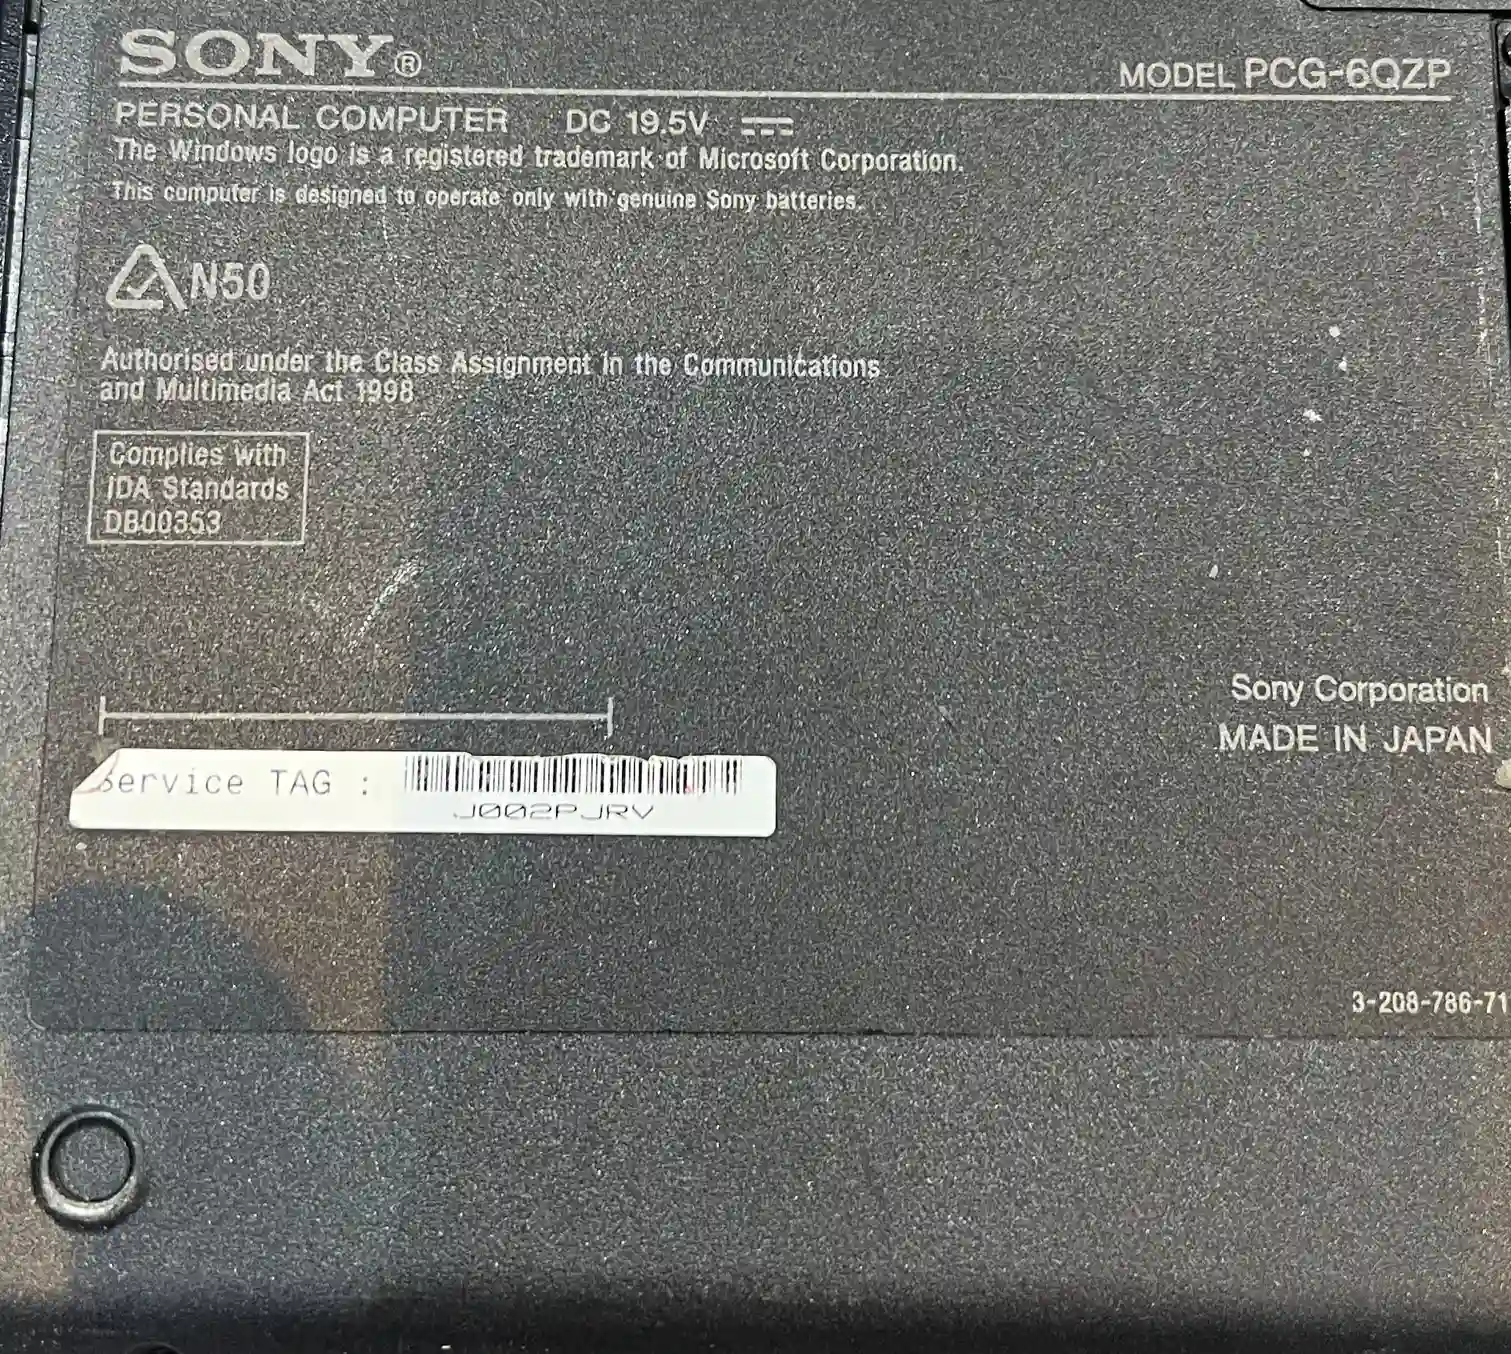 SONY®
MODEL PCG-6QZP
PERSONAL COMPUTER DC 19.5V
The Windows logo is a registered trademark of Microsoft Corporation.
This computer is designed to operate only with genuine Sony batteries.
N50
Authorised under the Class Assignment in the Communications
and Multimedia Act 1998
Complies with
IDA Standards
DB00353
Sony Corporation
MADE IN JAPAN
Service TAG :
J002PJRV
3-208-786-71